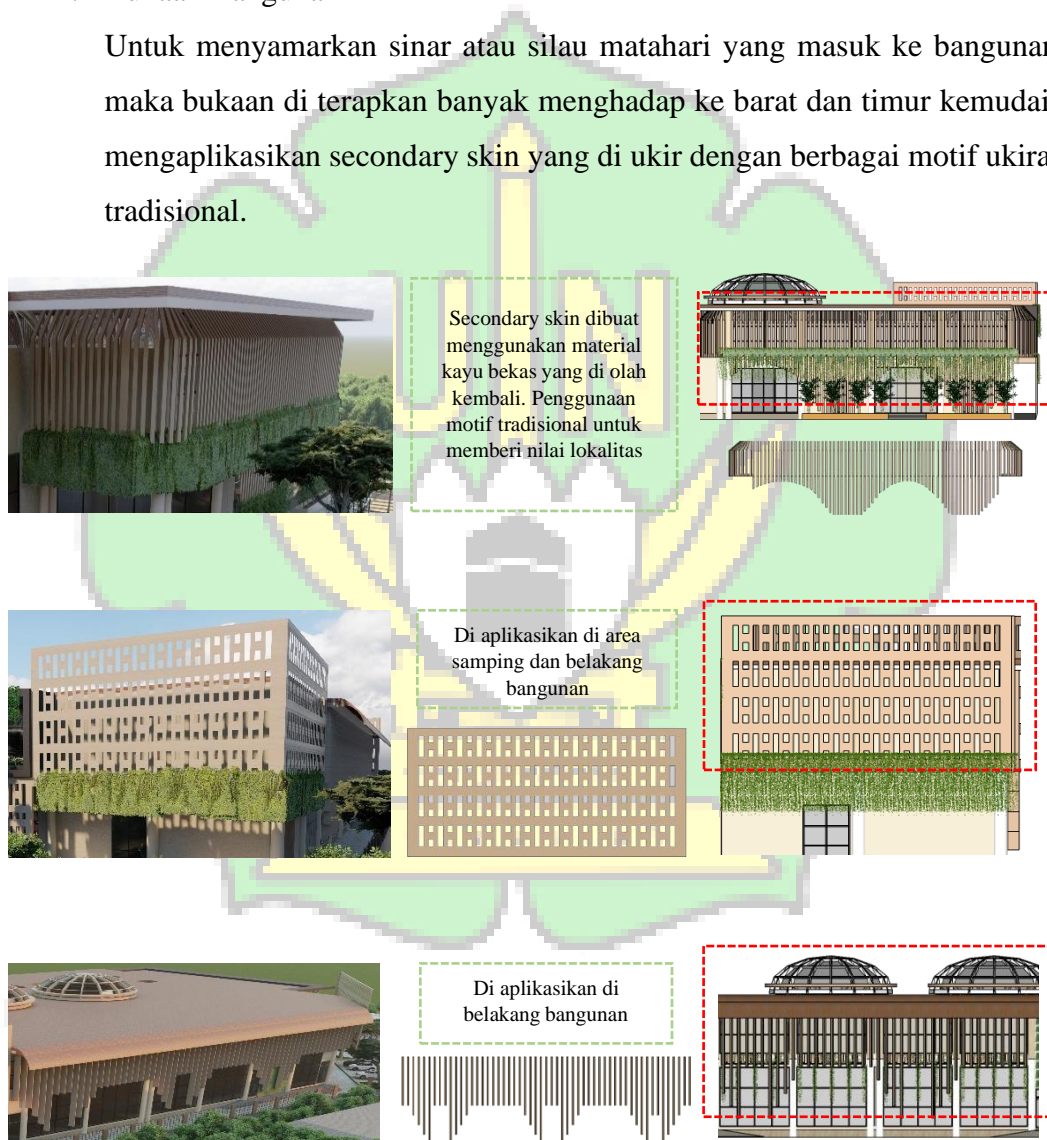 Untuk menyamarkan sinar atau silau matahari yang masuk ke bangunan
maka bukaan di terapkan banyak menghadap ke barat dan timur kemudai
mengaplikasikan secondary skin yang di ukir dengan berbagai motif ukira
tradisional.
Secondary skin dibuat
menggunakan material
kayu bekas yang di olah
kembali. Penggunaan
motif tradisional untuk
memberi nilai lokalitas
UIN
Di aplikasikan di area
samping dan belakang
bangunan
Di aplikasikan di
belakang bangunan